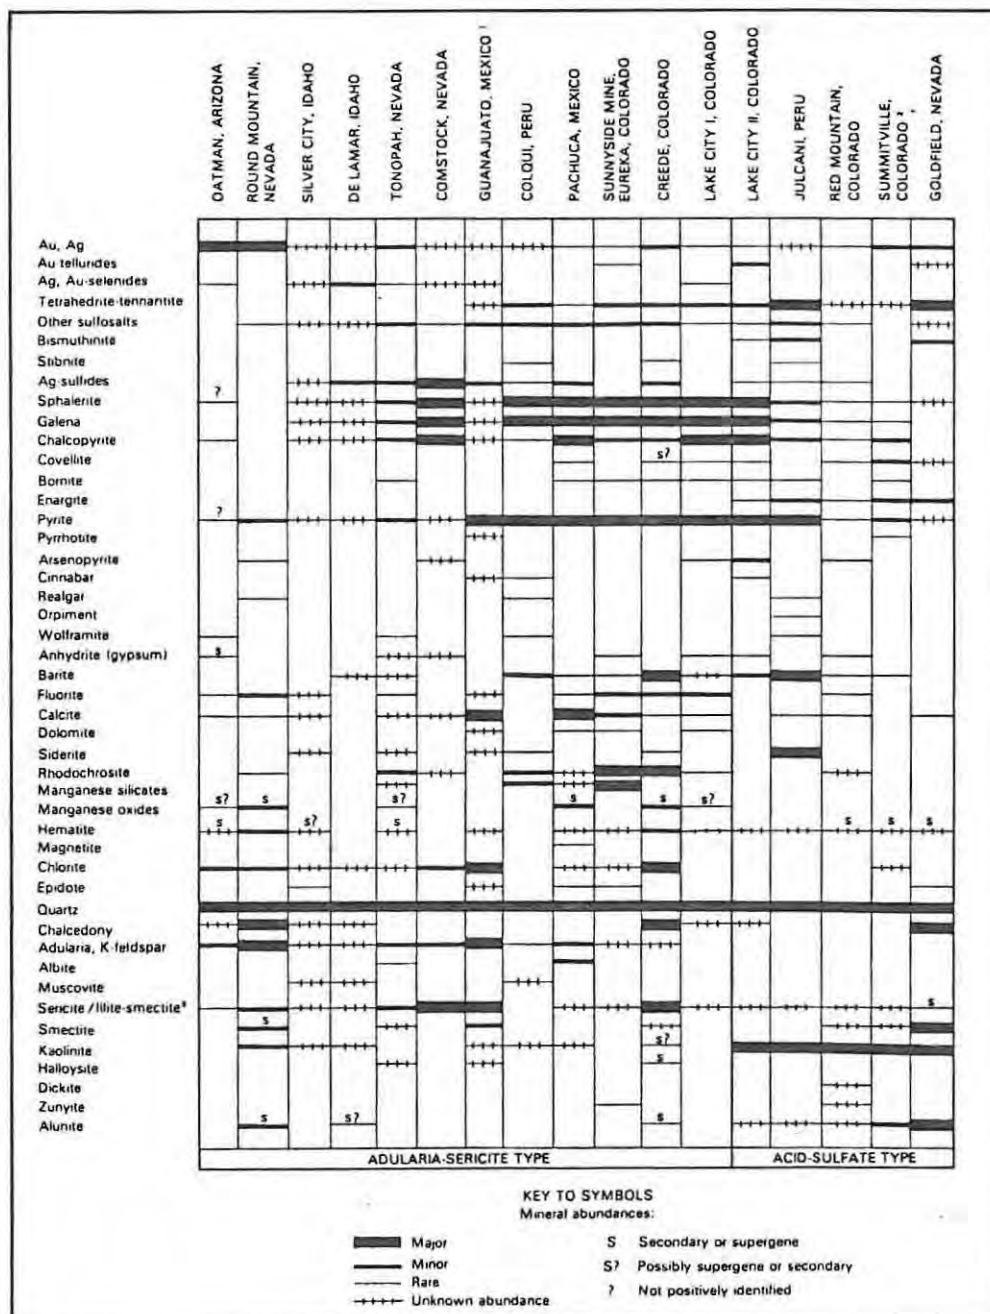 OATMAN, ARIZONA
ROUND MOUNTAIN,
NEVADA
SILVER CITY, IDAHO
DE LAMAR, IDAHO
TONOPAH, NEVADA
COMSTOCK, NEVADA
GUANAJUATO, MEXICO ¹
COLQUI, PERU
PACHUCA, MEXICO
SUNNYSIDE MINE,
EUREKA, COLORADO
CREEDE, COLORADO
LAKE CITY I, COLORADO
LAKE CITY II, COLORADO
JULCANI, PERU
RED MOUNTAIN,
COLORADO
SUMMITVILLE,
COLORADO ²,
GOLDFIELD, NEVADA
Au, Ag
Au tellurides
Ag, Au-selenides
Tetrahedrite-tennantite
Other sulfosalts
Bismuthinite
Stibnite
Ag-sulfides
?
Sphalerite
Galena
Chalcopyrite
s?
Covellite
Bornite
Enargite
?
Pyrite
Pyrrhotite
Arsenopyrite
Cinnabar
Realgar
Orpiment
Wolframite
s
Anhydrite (gypsum)
Barite
Fluorite
Calcite
Dolomite
Siderite
Rhodochrosite
Manganese silicates
s? s s? s s s?
Manganese oxides
s s? s s s s
Hematite
Magnetite
Chlorite
Epidote
Quartz
Chalcedony
Adularia, K-feldspar
Albite
Muscovite
s
Sericite/Illite-smectite³
s
Smectite
s?
Kaolinite
s
Halloysite
Dickite
Zunyite
s s? s
Alunite
ADULARIA-SERICITE TYPE ACID-SULFATE TYPE
KEY TO SYMBOLS
Mineral abundances:
Major S Secondary or supergene
Minor S? Possibly supergene or secondary
Rare
Unknown abundance ? Not positively identified